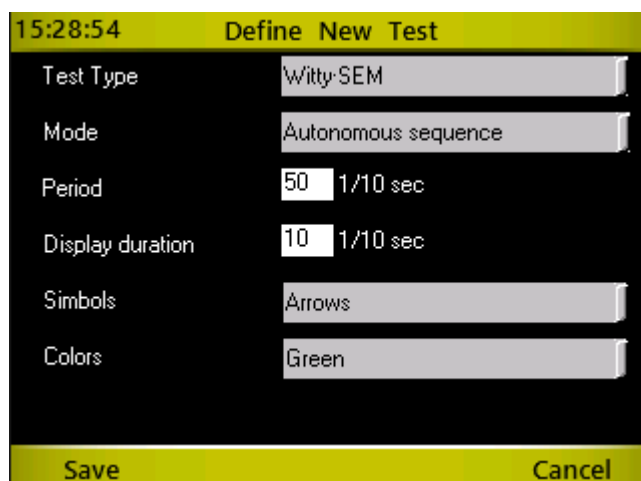 15:28:54 Define New Test
Test Type Witty·SEM
Mode Autonomous sequence
Period 50 1/10 sec
Display duration 10 1/10 sec
Simbols Arrows
Colors Green
Save Cancel